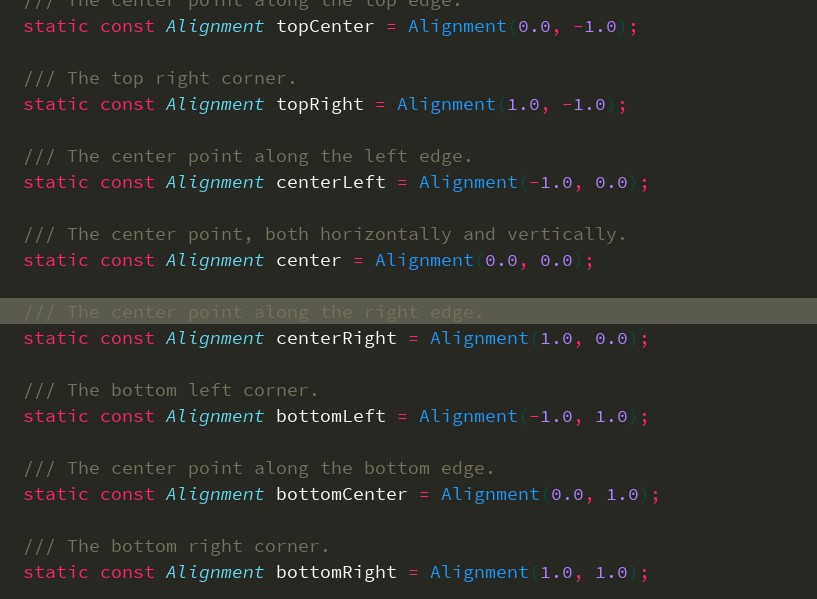 /// The center point along the top edge.
static const Alignment topCenter = Alignment(0.0, -1.0);
/// The top right corner.
static const Alignment topRight = Alignment(1.0, -1.0);
/// The center point along the left edge.
static const Alignment centerLeft = Alignment(-1.0, 0.0);
/// The center point, both horizontally and vertically.
static const Alignment center = Alignment(0.0, 0.0);
/// The center point along the right edge.
static const Alignment centerRight = Alignment(1.0, 0.0);
/// The bottom left corner.
static const Alignment bottomLeft = Alignment(-1.0, 1.0);
/// The center point along the bottom edge.
static const Alignment bottomCenter = Alignment(0.0, 1.0);
/// The bottom right corner.
static const Alignment bottomRight = Alignment(1.0, 1.0);